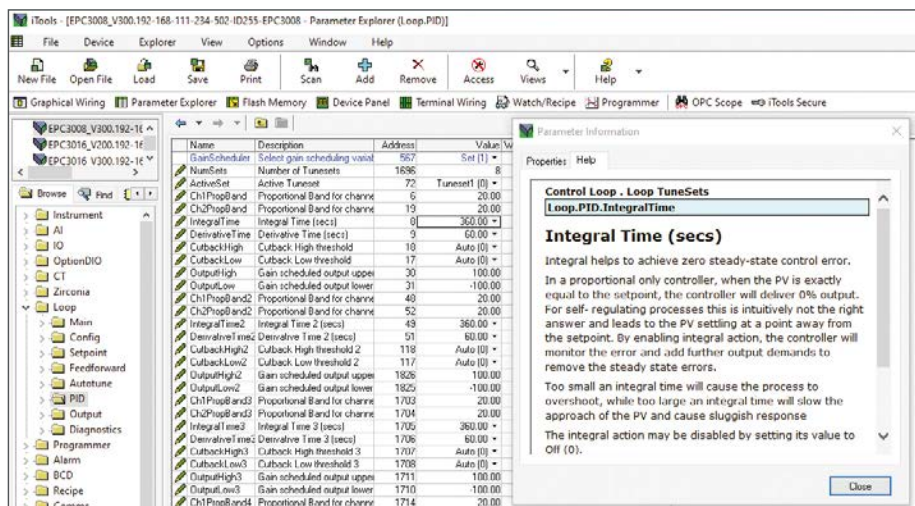 iTools - [EPC3008_V300.192-168-111-234-502-ID255-EPC3008 - Parameter Explorer (Loop.PID)]
File Device Explorer View Options Window Help
New File Open File Load Save Print Scan Add Remove Access Views Help
Graphical Wiring Parameter Explorer Flash Memory Device Panel Terminal Wiring Watch/Recipe Programmer OPC Scope iTools Secure
EPC3008_V300.192-16
EPC3016_V200.192-16
EPC3016 V300.192-16
Browse Find
Instrument
AI
IO
OptionDIO
CT
Zirconia
Loop
Main
Config
Setpoint
Feedforward
Autotune
PID
Output
Diagnostics
Programmer
Alarm
BCD
Recipe
Comms
Name Description Address Value W
GainScheduler Select gain scheduling variat 567 Set (1)
NumSets Number of Tunesets 1696 8
ActiveSet Active Tuneset 72 Tuneset1 (0)
Ch1PropBand Proportional Band for channe 6 20.00
Ch2PropBand Proportional Band for channe 19 20.00
IntegralTime Integral Time (secs) 8 360.00
DerivativeTime Derivative Time (secs) 9 60.00
CutbackHigh Cutback High threshold 18 Auto (0)
CutbackLow Cutback Low threshold 17 Auto (0)
OutputHigh Gain scheduled output upper 30 100.00
OutputLow Gain scheduled output lower 31 -100.00
Ch1PropBand2 Proportional Band for channe 48 20.00
Ch2PropBand2 Proportional Band for channe 52 20.00
IntegralTime2 Integral Time 2 (secs) 49 360.00
DerivativeTime2 Derivative Time 2 (secs) 51 60.00
CutbackHigh2 Cutback High threshold 2 118 Auto (0)
CutbackLow2 Cutback Low threshold 2 117 Auto (0)
OutputHigh2 Gain scheduled output upper 1826 100.00
OutputLow2 Gain scheduled output lower 1825 -100.00
Ch1PropBand3 Proportional Band for channe 1703 20.00
Ch2PropBand3 Proportional Band for channe 1704 20.00
IntegralTime3 Integral Time 3 (secs) 1705 360.00
DerivativeTime3 Derivative Time 3 (secs) 1706 60.00
CutbackHigh3 Cutback High threshold 3 1707 Auto (0)
CutbackLow3 Cutback Low threshold 3 1708 Auto (0)
OutputHigh3 Gain scheduled output upper 1711 100.00
OutputLow3 Gain scheduled output lower 1710 -100.00
Ch1PropBand4 Proportional Band for channe 1714 20.00
Parameter Information
Properties Help
Control Loop . Loop TuneSets
Loop.PID.IntegralTime
Integral Time (secs)
Integral helps to achieve zero steady-state control error.
In a proportional only controller, when the PV is exactly
equal to the setpoint, the controller will deliver 0% output.
For self- regulating processes this is intuitively not the right
answer and leads to the PV settling at a point away from
the setpoint. By enabling integral action, the controller will
monitor the error and add further output demands to
remove the steady state errors.
Too small an integral time will cause the process to
overshoot, while too large an integral time will slow the
approach of the PV and cause sluggish response
The integral action may be disabled by setting its value to
Off (0).
Close